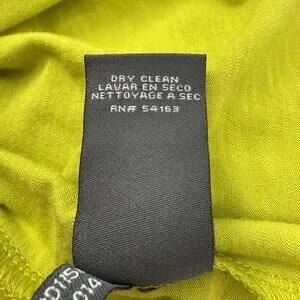 DRY CLEAN
LAVAR EN SECO
NETTOYAGE A SEC
RN# 54163